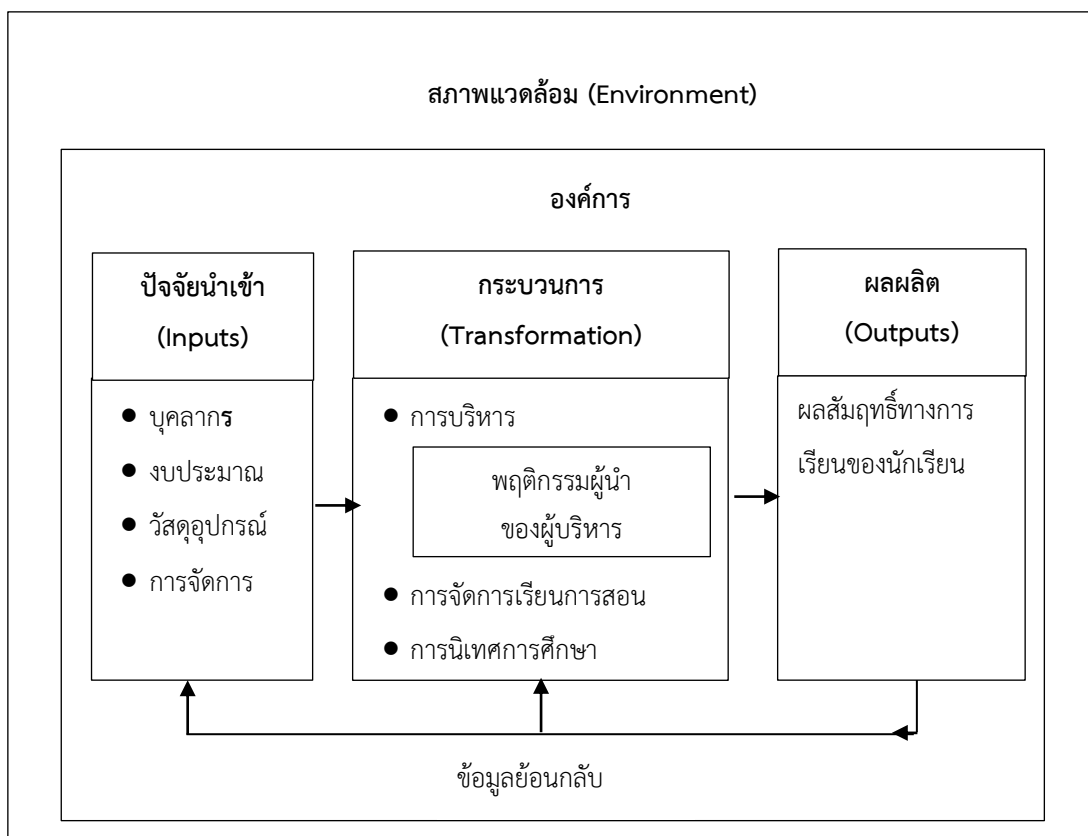 สภาพแวดล้อม (Environment)
องค์การ
ปัจจัยนำเข้า
(Inputs)
● บุคลากร
● งบประมาณ
● วัสดุอุปกรณ์
● การจัดการ
กระบวนการ
(Transformation)
● การบริหาร
พฤติกรรมผู้นำ
ของผู้บริหาร
● การจัดการเรียนการสอน
● การนิเทศการศึกษา
ผลผลิต
(Outputs)
ผลสัมฤทธิ์ทางการ
เรียนของนักเรียน
ข้อมูลย้อนกลับ